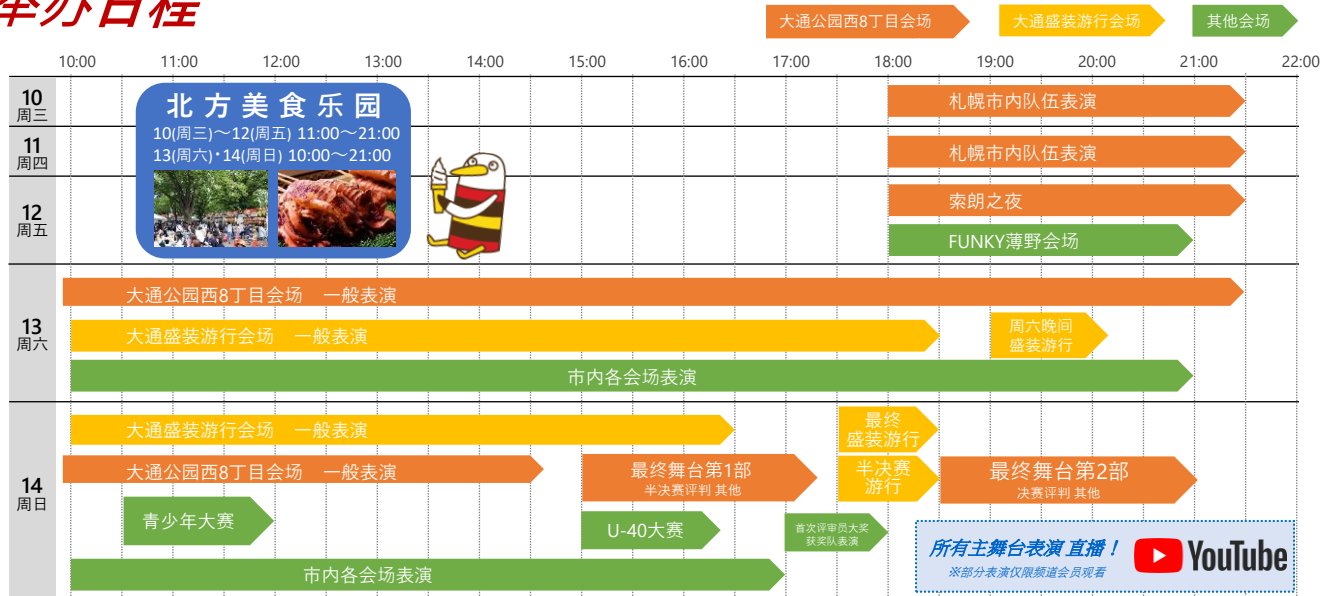 举办日程
大通公园西8丁目会场
大通盛装游行会场
其他会场
10:00 11:00 12:00 13:00 14:00 15:00 16:00 17:00 18:00 19:00 20:00 21:00 22:00
10
周三
北方美食乐园
10(周三)～12(周五) 11:00～21:00
13(周六)・14(周日) 10:00～21:00
札幌市内队伍表演
11
周四
札幌市内队伍表演
12
周五
索朗之夜
FUNKY薄野会场
13
周六
大通公园西8丁目会场 一般表演
大通盛装游行会场 一般表演
周六晚间
盛装游行
市内各会场表演
14
周日
大通盛装游行会场 一般表演
最终
盛装游行
大通公园西8丁目会场 一般表演
最终舞台第1部
半决赛评判 其他
半决赛
游行
最终舞台第2部
决赛评判 其他
青少年大赛
U-40大赛
首次评审员大奖
获奖队表演
市内各会场表演
所有主舞台表演 直播！
※部分表演仅限频道会员观看
YouTube